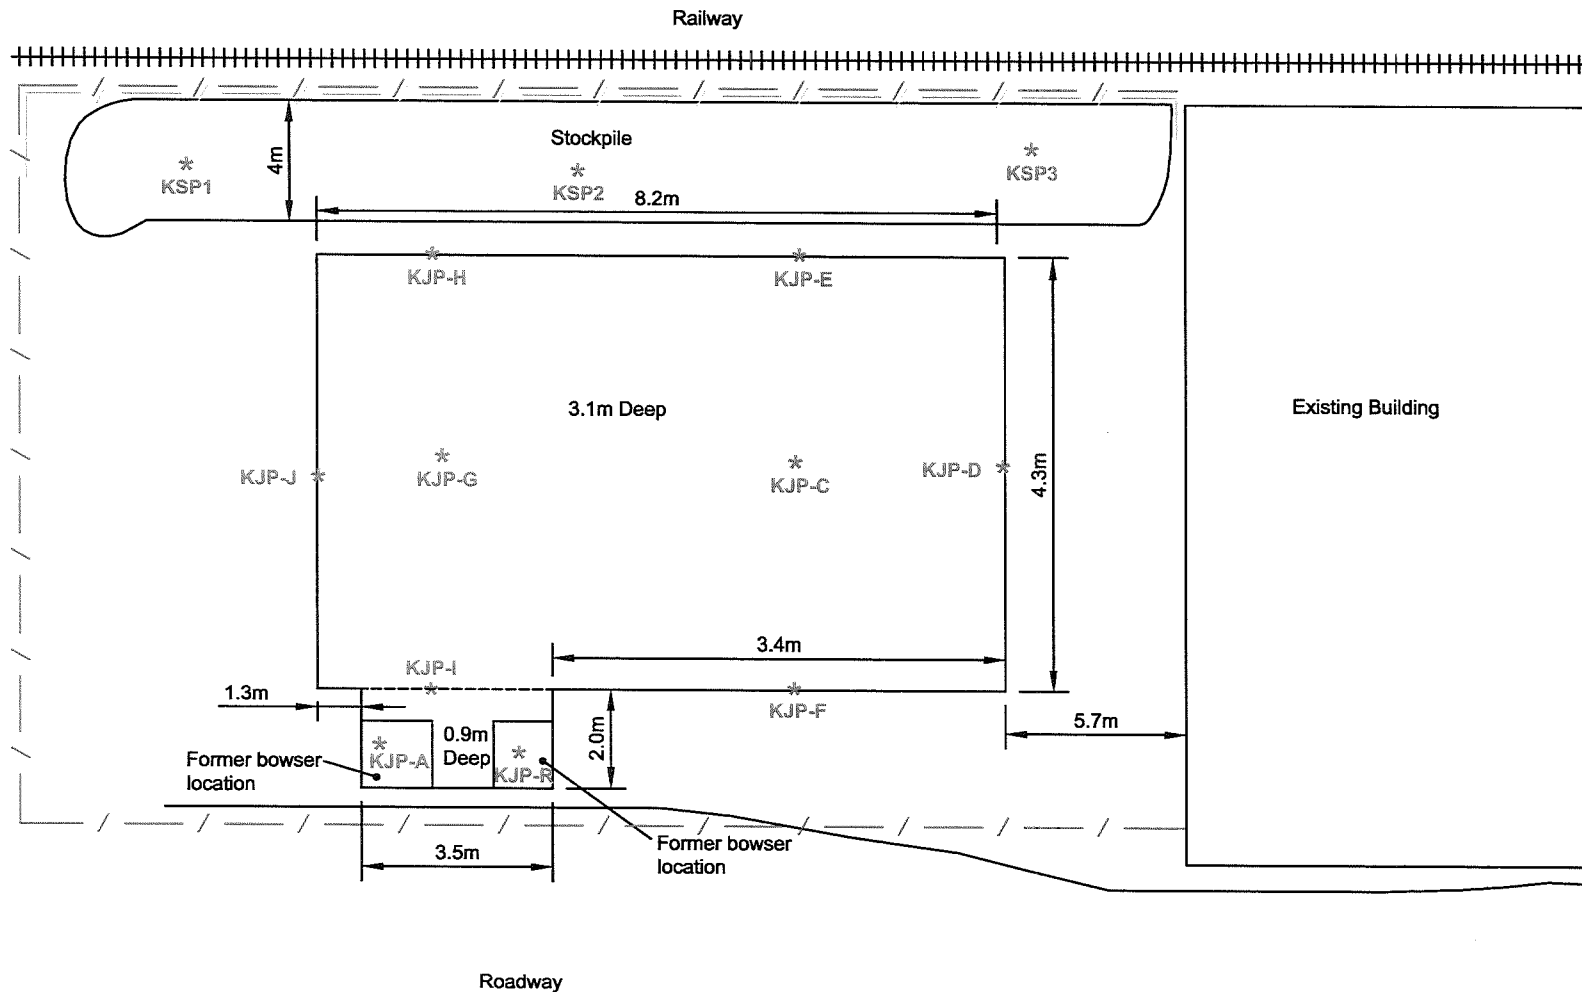 Railway
Stockpile
4m
KSP1
KSP2
KSP3
8.2m
KJP-H
KJP-E
3.1m Deep
Existing Building
KJP-J
KJP-G
KJP-C
KJP-D
4.3m
3.4m
KJP-I
1.3m
KJP-F
5.7m
0.9m
Deep
2.0m
KJP-A
KJP-R
Former bowser
location
Former bowser
location
3.5m
Roadway